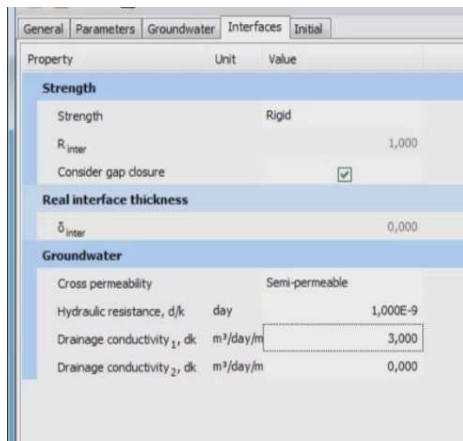 General Parameters Groundwater Interfaces Initial
Property Unit Value
Strength
Strength Rigid
R inter 1,000
Consider gap closure
Real interface thickness
δ inter 0,000
Groundwater
Cross permeability Semi-permeable
Hydraulic resistance, d/k day 1,000E-9
Drainage conductivity 1, dk m³/day/m 3,000
Drainage conductivity 2, dk m³/day/m 0,000